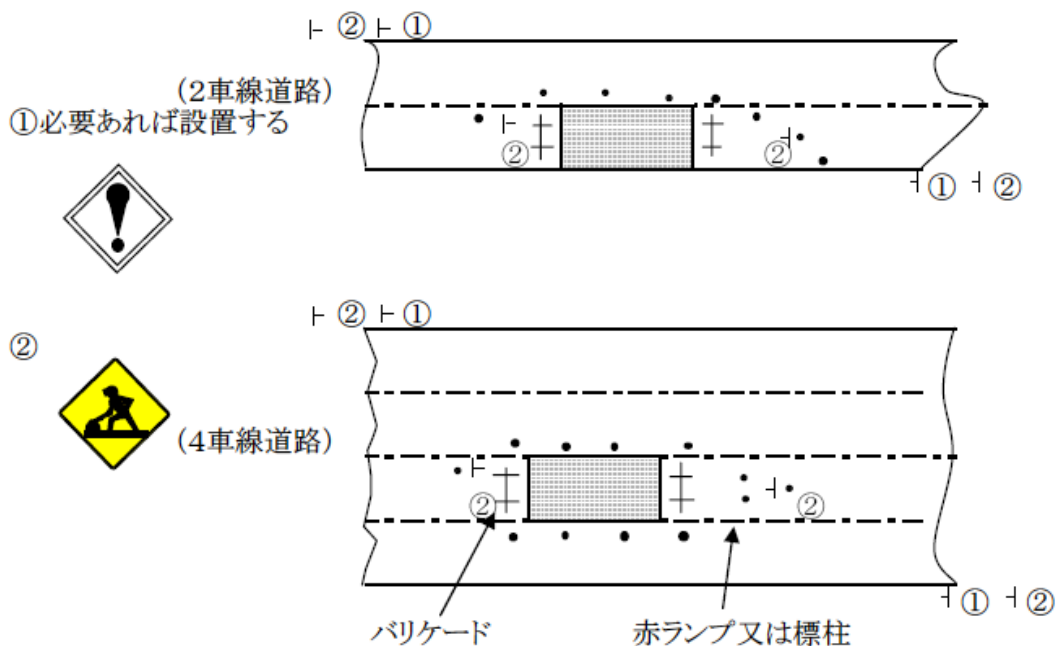 ② ①
(2車線道路)
①必要あれば設置する
② ②
① ②
② ①
②
(4車線道路)
② ②
① ②
バリケード 赤ランプ又は標柱